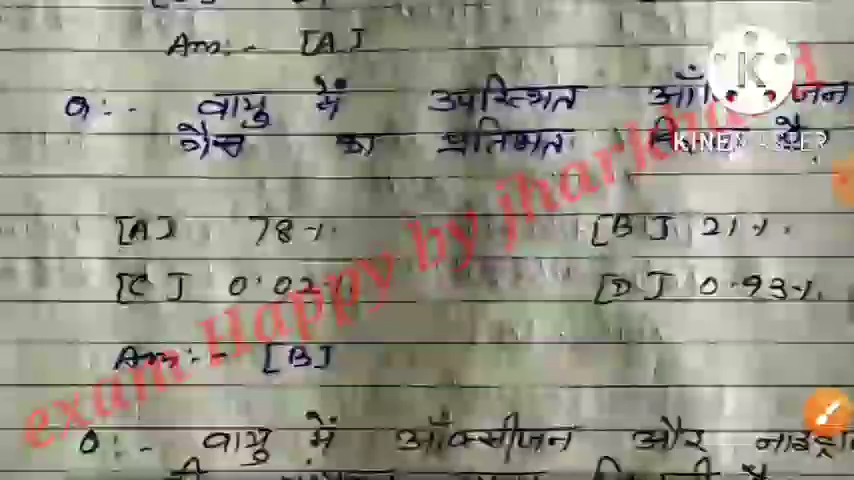 Ans:- [A]
Q:- वायु में उपस्थित ऑ जन
गैस का प्रतिशत है
[A] 78%. [B] 21%.
[C] 0.02% [D] 0.93%.
Ans:- [B]
Q:- वायु में ऑक्सीजन और नाइट्रो
exam Happy by jharkhand
K
KINEMASTER